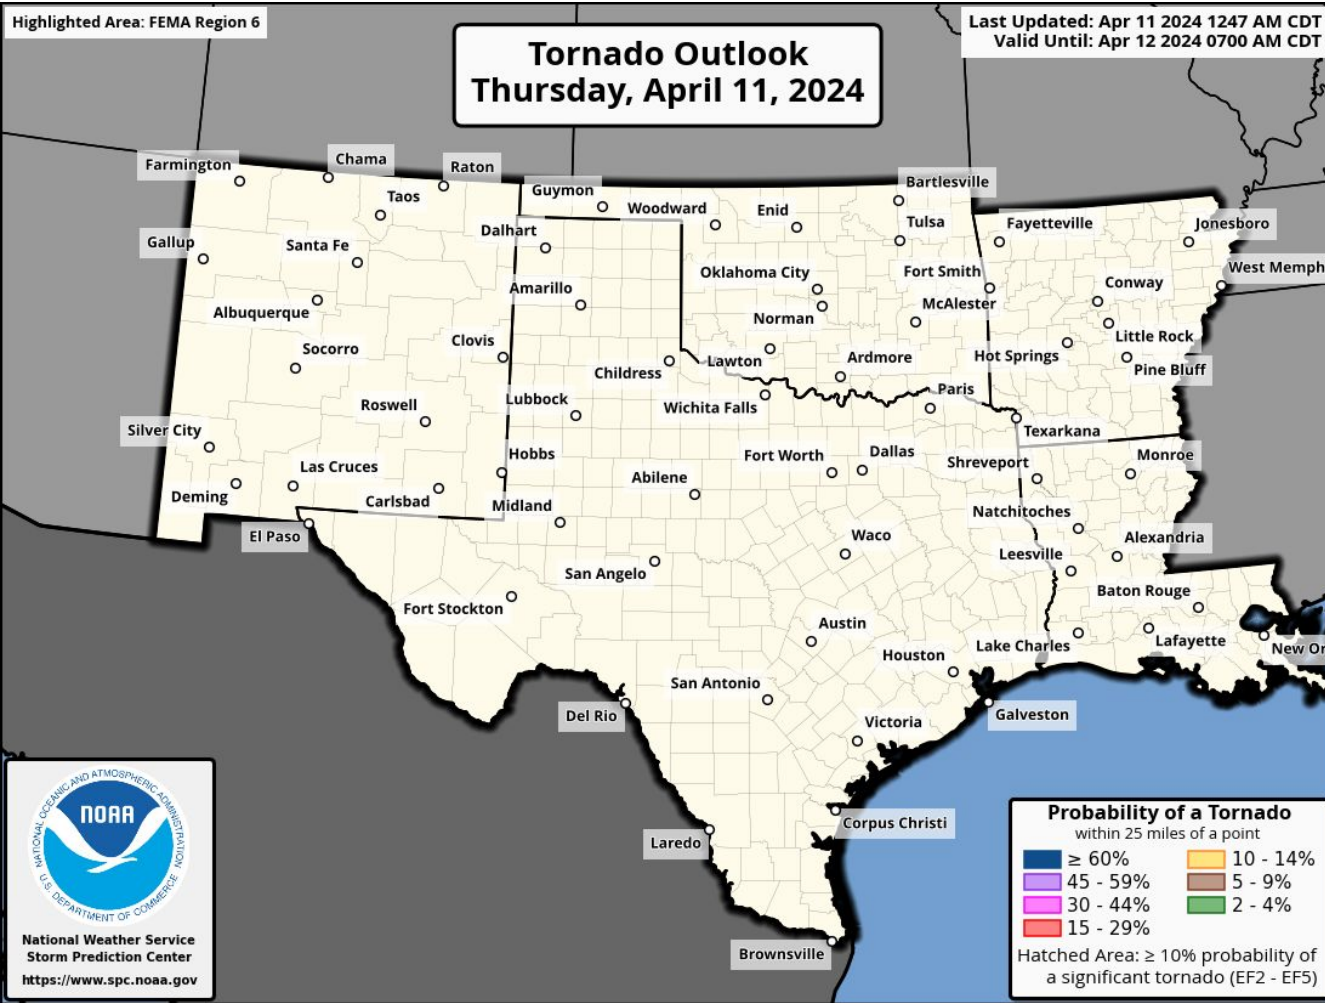 Highlighted Area: FEMA Region 6
Last Updated: Apr 11 2024 1247 AM CDT
Valid Until: Apr 12 2024 0700 AM CDT
Tornado Outlook
Thursday, April 11, 2024
Farmington
Chama
Raton
Taos
Guymon
Woodward
Enid
Bartlesville
Tulsa
Fayetteville
Jonesboro
Gallup
Santa Fe
Dalhart
Oklahoma City
Fort Smith
West Memph
Albuquerque
Amarillo
Norman
McAlester
Conway
Little Rock
Socorro
Clovis
Childress
Lawton
Ardmore
Hot Springs
Pine Bluff
Roswell
Lubbock
Wichita Falls
Paris
Texarkana
Silver City
Las Cruces
Hobbs
Abilene
Fort Worth
Dallas
Shreveport
Monroe
Deming
Carlsbad
Midland
Natchitoches
El Paso
San Angelo
Waco
Leesville
Alexandria
Fort Stockton
Austin
Baton Rouge
Houston
Lake Charles
Lafayette
New Or
San Antonio
Del Rio
Victoria
Galveston
Laredo
Corpus Christi
Brownsville
NATIONAL OCEANIC AND ATMOSPHERIC ADMINISTRATION
NOAA
U.S. DEPARTMENT OF COMMERCE
National Weather Service
Storm Prediction Center
https://www.spc.noaa.gov
Probability of a Tornado
within 25 miles of a point
≥ 60%
45 - 59%
30 - 44%
15 - 29%
10 - 14%
5 - 9%
2 - 4%
Hatched Area: ≥ 10% probability of
a significant tornado (EF2 - EF5)